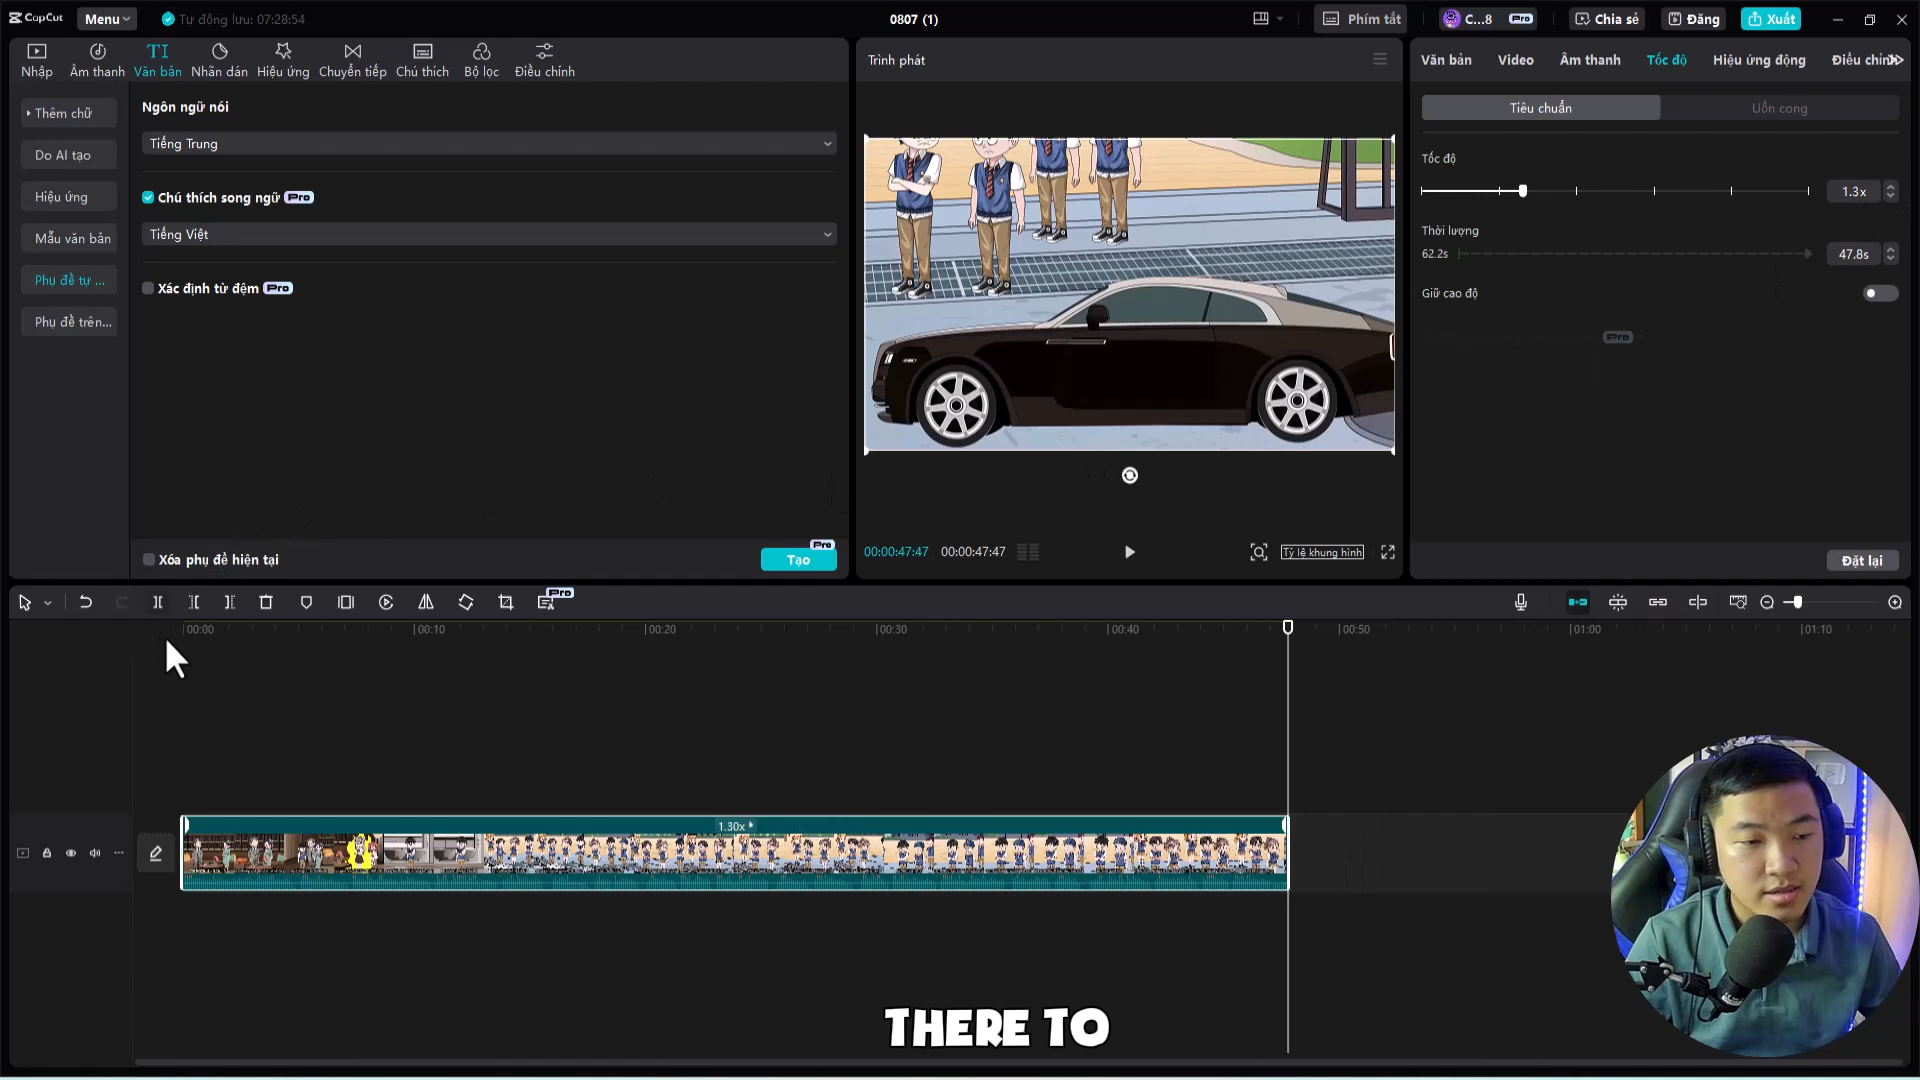 CapCut
Menu
Tự động lưu: 07:28:54
0807 (1)
Phím tắt
C...8
Pro
Chia sẻ
Đăng
Xuất
Nhập
Âm thanh
TI
Văn bản
Nhãn dán
Hiệu ứng
Chuyển tiếp
Chú thích
Bộ lọc
Điều chỉnh
Thêm chữ
Do AI tạo
Hiệu ứng
Mẫu văn bản
Phụ đề tự ...
Phụ đề trên...
Ngôn ngữ nói
Tiếng Trung
Chú thích song ngữ Pro
Tiếng Việt
Xác định từ đệm Pro
Xóa phụ đề hiện tại
Pro
Tạo
Trình phát
00:00:47:47
00:00:47:47
Tỷ lệ khung hình
Văn bản
Video
Âm thanh
Tốc độ
Hiệu ứng động
Điều chỉnh
Tiêu chuẩn
Uốn cong
Tốc độ
1.3x
Thời lượng
62.2s
47.8s
Giữ cao độ
Pro
Đặt lại
Pro
00:00
00:10
00:20
00:30
00:40
00:50
01:00
01:10
1.30x
THERE TO